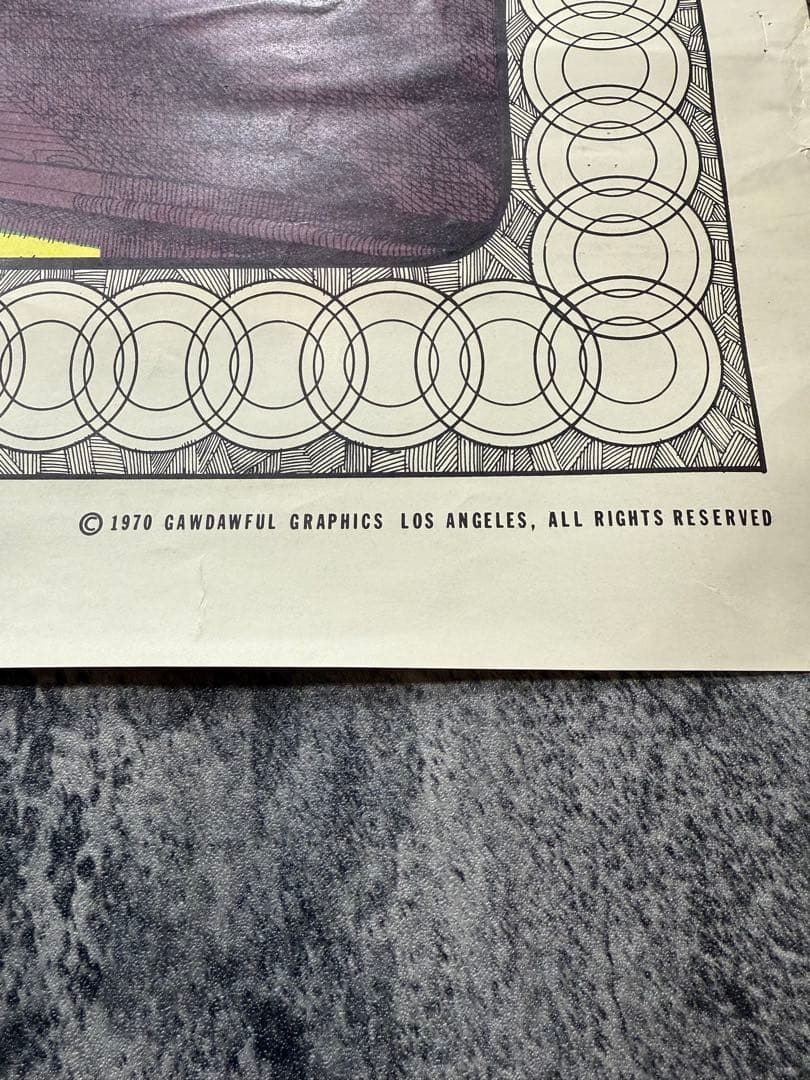 © 1970 GAWDAWFUL GRAPHICS LOS ANGELES, ALL RIGHTS RESERVED